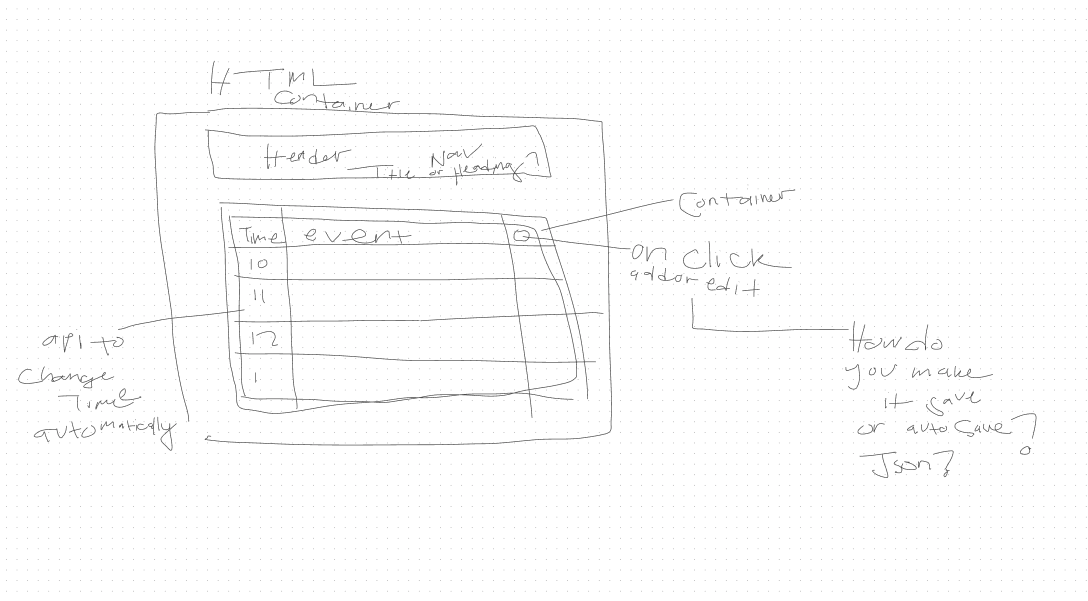 HTML
Container
Header
Nav
Title or Heading?
Container
Time event
on click
add or edit
10
11
12
1
api to
change
Time
automatically
How do
you make
it save
or auto save?
Json?